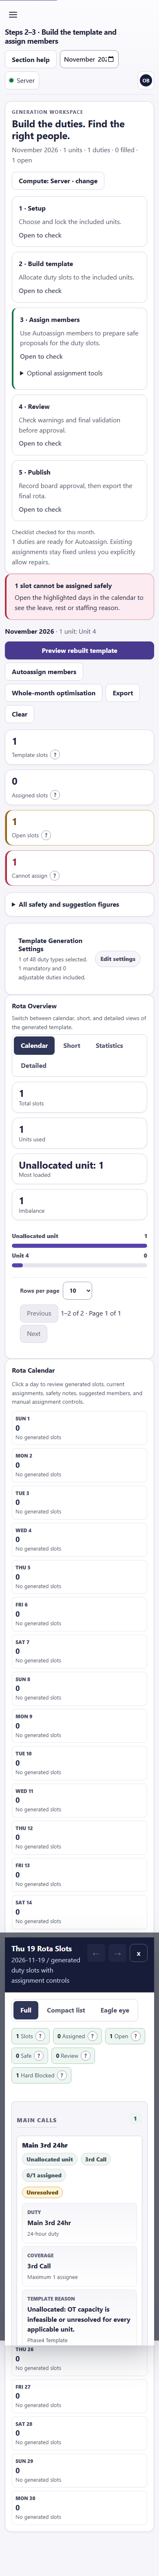 Steps 2–3 · Build the template and
assign members
Section help
November 202
Server
OB
GENERATION WORKSPACE
Build the duties. Find the
right people.
November 2026 · 1 units · 1 duties · 0 filled ·
1 open
Compute: Server · change
1 · Setup
Choose and lock the included units.
Open to check
2 · Build template
Allocate duty slots to the included units.
Open to check
3 · Assign members
Use Autoassign members to prepare safe
proposals for the duty slots.
Open to check
▶ Optional assignment tools
4 · Review
Check warnings and final validation
before approval.
Open to check
5 · Publish
Record board approval, then export the
final rota.
Open to check
Checklist checked for this month.
1 duties are ready for Autoassign. Existing
assignments stay fixed unless you explicitly
allow repairs.
1 slot cannot be assigned safely
Open the highlighted days in the calendar to
see the leave, rest or staffing reason.
November 2026 · 1 unit: Unit 4
Preview rebuilt template
Autoassign members
Whole-month optimisation
Export
Clear
1
Template slots ?
0
Assigned slots ?
1
Open slots ?
1
Cannot assign ?
▶ All safety and suggestion figures
Template Generation
Settings
1 of 48 duty types selected.
1 mandatory and 0
adjustable duties included.
Edit settings
Rota Overview
Switch between calendar, short, and detailed views of
the generated template.
Calendar
Short
Statistics
Detailed
1
Total slots
1
Units used
Unallocated unit: 1
Most loaded
1
Imbalance
Unallocated unit 1
Unit 4 0
Rows per page 10
Previous 1–2 of 2 · Page 1 of 1
Next
Rota Calendar
Click a day to review generated slots, current
assignments, safety notes, suggested members, and
manual assignment controls.
SUN 1
0
No generated slots
MON 2
0
No generated slots
TUE 3
0
No generated slots
WED 4
0
No generated slots
THU 5
0
No generated slots
FRI 6
0
No generated slots
SAT 7
0
No generated slots
SUN 8
0
No generated slots
MON 9
0
No generated slots
TUE 10
0
No generated slots
WED 11
0
No generated slots
THU 12
0
No generated slots
FRI 13
0
No generated slots
SAT 14
0
No generated slots
Thu 19 Rota Slots
2026-11-19 / generated
duty slots with
assignment controls
←
→
x
Full
Compact list
Eagle eye
1 Slots ?
0 Assigned ?
1 Open ?
0 Safe ?
0 Review ?
1 Hard Blocked ?
MAIN CALLS 1
Main 3rd 24hr
Unallocated unit
3rd Call
0/1 assigned
Unresolved
DUTY
Main 3rd 24hr
24-hour duty
COVERAGE
3rd Call
Maximum 1 assignee
TEMPLATE REASON
Unallocated: OT capacity is
infeasible or unresolved for every
applicable unit.
Phase4 Template
THU 26
0
No generated slots
FRI 27
0
No generated slots
SAT 28
0
No generated slots
SUN 29
0
No generated slots
MON 30
0
No generated slots